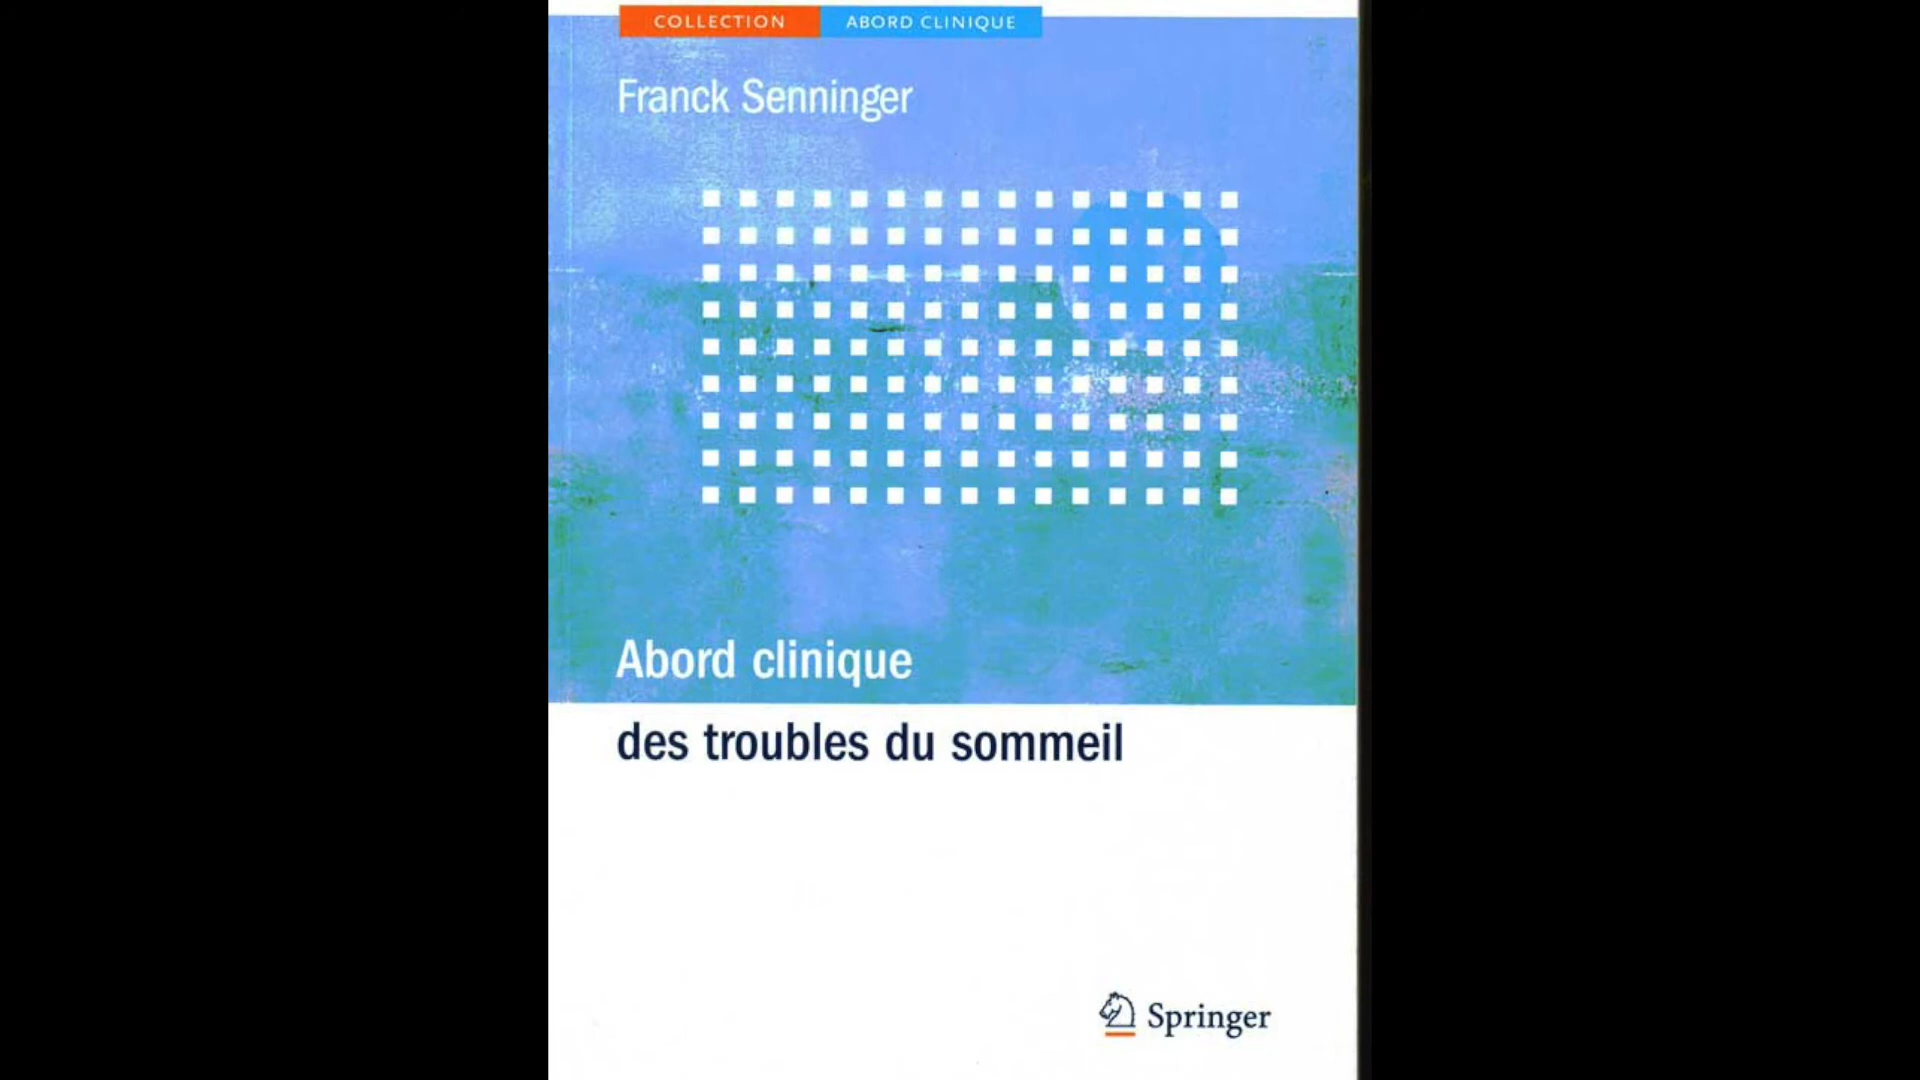 COLLECTION ABORD CLINIQUE
Franck Senninger
Abord clinique
des troubles du sommeil
Springer